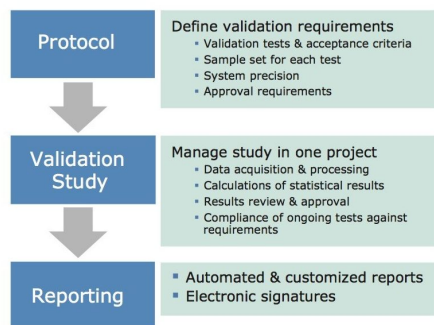 Protocol
Define validation requirements
▪ Validation tests & acceptance criteria
▪ Sample set for each test
▪ System precision
▪ Approval requirements
Validation
Study
Manage study in one project
▪ Data acquisition & processing
▪ Calculations of statistical results
▪ Results review & approval
▪ Compliance of ongoing tests against
requirements
Reporting
▪ Automated & customized reports
▪ Electronic signatures